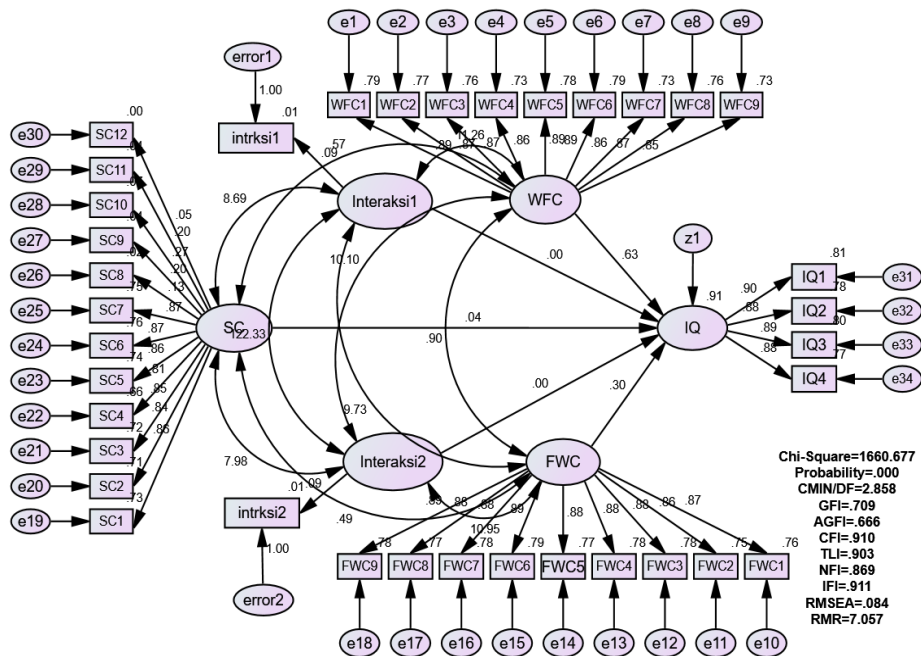 e1 e2 e3 e4 e5 e6 e7 e8 e9
error1
.79 .77 .76 .73 .78 .79 .73 .76 .73
1.00
WFC1 WFC2 WFC3 WFC4 WFC5 WFC6 WFC7 WFC8 WFC9
.01
intrksi1
.00
e30 SC12
e29 SC11
e28 SC10
e27 SC9
e26 SC8
e25 SC7
e24 SC6
e23 SC5
e22 SC4
e21 SC3
e20 SC2
e19 SC1
.57
.09
11.26
.89 .87 .87 .86 .89 .86 .87 .85
8.69
Interaksi1
WFC
.05
.20
.27
.20
.13
.87
.87
.86
.81
.85
.84
.86
.75
.76
.74
.66
.72
.71
.73
10.10
.00
.63
z1
.81
IQ1 e31
.90
.78
.91
.88
IQ2 e32
SC
122.33
.04
IQ
.80
.89
IQ3 e33
.77
.88
IQ4 e34
.90
.00
.30
9.73
7.98
Interaksi2
FWC
.01
.09
intrksi2
.49
1.00
error2
.88 .88 .89 .88 .88 .88 .86 .87
10.95
.78 .77 .78 .79 .77 .78 .78 .75 .76
FWC9 FWC8 FWC7 FWC6 FWC5 FWC4 FWC3 FWC2 FWC1
e18 e17 e16 e15 e14 e13 e12 e11 e10
Chi-Square=1660.677
Probability=.000
CMIN/DF=2.858
GFI=.709
AGFI=.666
CFI=.910
TLI=.903
NFI=.869
IFI=.911
RMSEA=.084
RMR=7.057